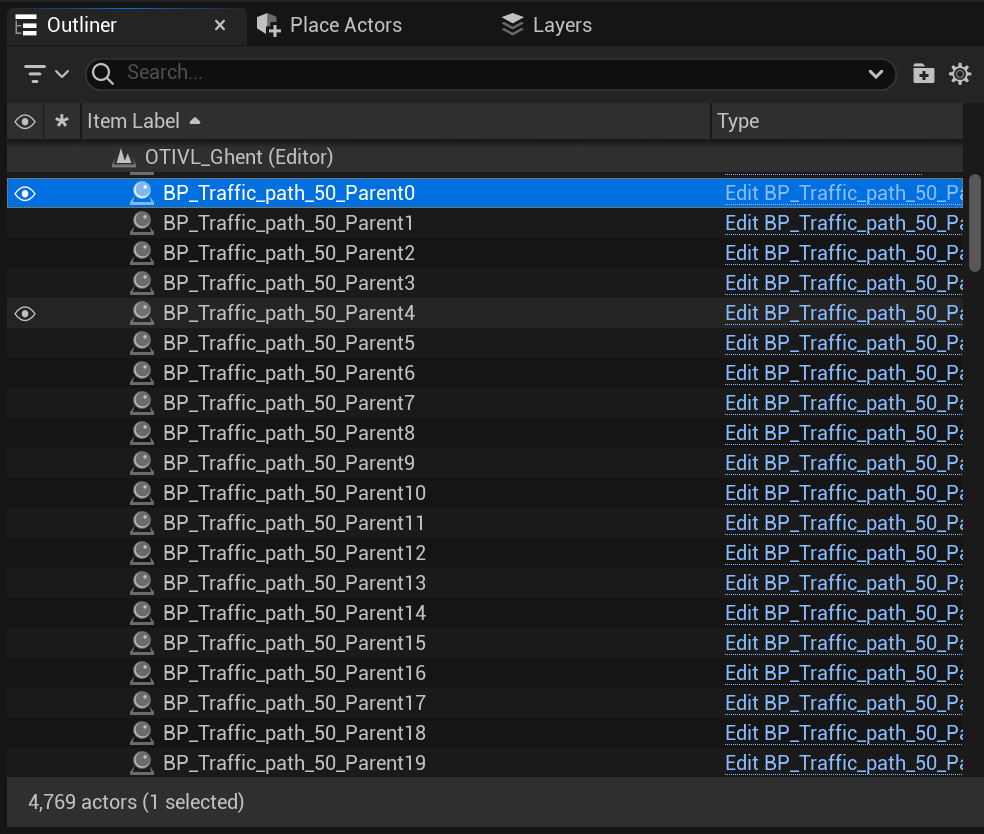 Outliner Place Actors Layers
Search...
Item Label Type
OTIVL_Ghent (Editor)
BP_Traffic_path_50_Parent0 Edit BP_Traffic_path_50_Pa
BP_Traffic_path_50_Parent1 Edit BP_Traffic_path_50_Pa
BP_Traffic_path_50_Parent2 Edit BP_Traffic_path_50_Pa
BP_Traffic_path_50_Parent3 Edit BP_Traffic_path_50_Pa
BP_Traffic_path_50_Parent4 Edit BP_Traffic_path_50_Pa
BP_Traffic_path_50_Parent5 Edit BP_Traffic_path_50_Pa
BP_Traffic_path_50_Parent6 Edit BP_Traffic_path_50_Pa
BP_Traffic_path_50_Parent7 Edit BP_Traffic_path_50_Pa
BP_Traffic_path_50_Parent8 Edit BP_Traffic_path_50_Pa
BP_Traffic_path_50_Parent9 Edit BP_Traffic_path_50_Pa
BP_Traffic_path_50_Parent10 Edit BP_Traffic_path_50_Pa
BP_Traffic_path_50_Parent11 Edit BP_Traffic_path_50_Pa
BP_Traffic_path_50_Parent12 Edit BP_Traffic_path_50_Pa
BP_Traffic_path_50_Parent13 Edit BP_Traffic_path_50_Pa
BP_Traffic_path_50_Parent14 Edit BP_Traffic_path_50_Pa
BP_Traffic_path_50_Parent15 Edit BP_Traffic_path_50_Pa
BP_Traffic_path_50_Parent16 Edit BP_Traffic_path_50_Pa
BP_Traffic_path_50_Parent17 Edit BP_Traffic_path_50_Pa
BP_Traffic_path_50_Parent18 Edit BP_Traffic_path_50_Pa
BP_Traffic_path_50_Parent19 Edit BP_Traffic_path_50_Pa
4,769 actors (1 selected)